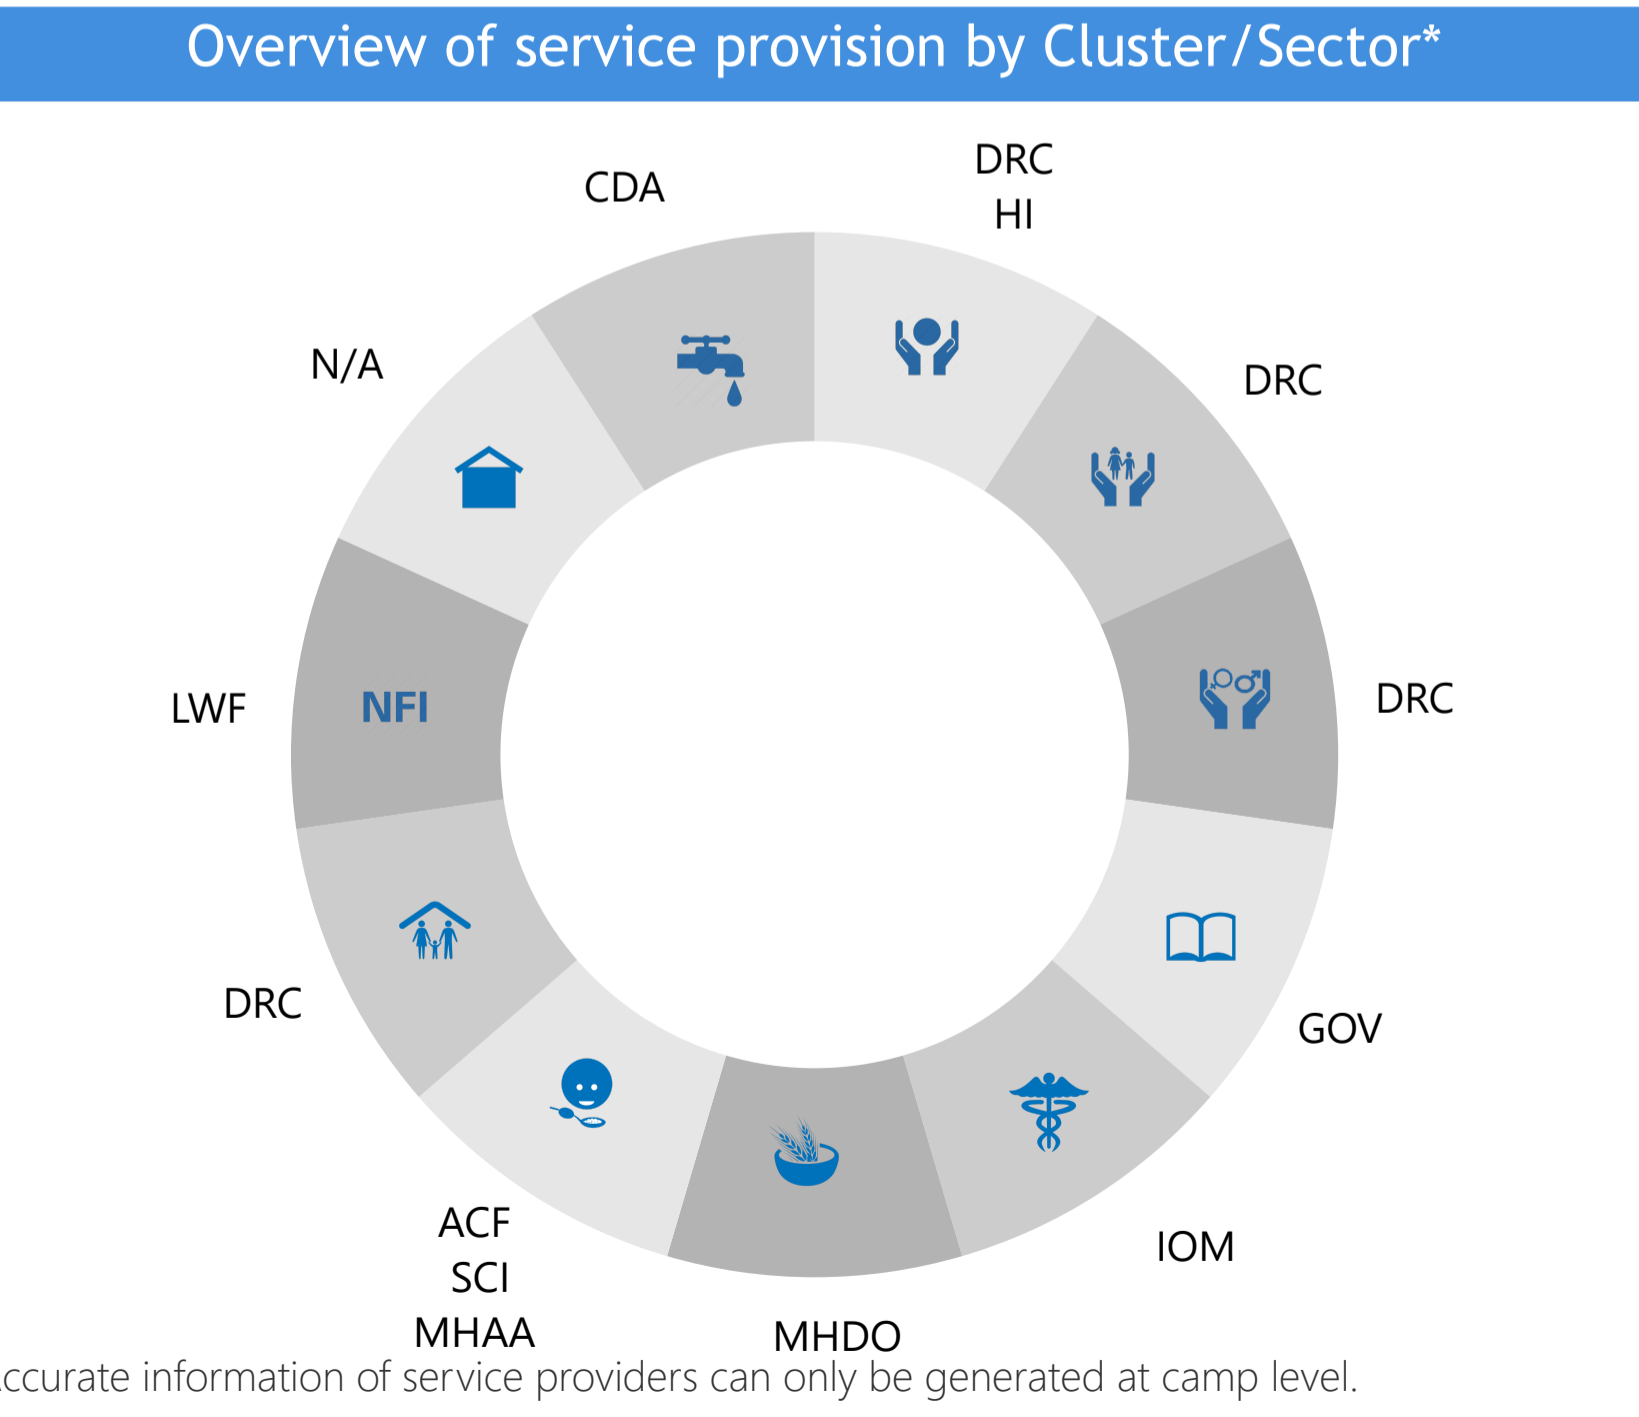 Overview of service provision by Cluster/Sector*
DRC
HI
CDA
N/A
DRC
LWF
NFI
DRC
DRC
GOV
ACF
SCI
MHAA
IOM
MHDO
ccurate information of service providers can only be generated at camp level.